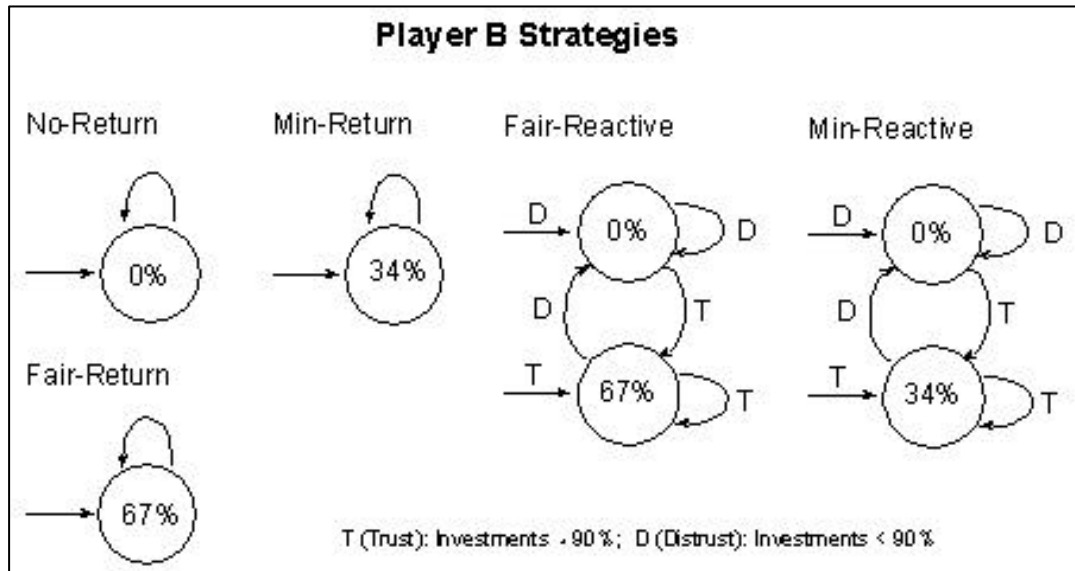 Player B Strategies
No-Return
0%
Min-Return
34%
Fair-Reactive
D
0%
D
D
T
T
67%
T
Min-Reactive
D
0%
D
D
T
T
34%
T
Fair-Return
67%
T (Trust): Investments - 90%; D (Distrust): Investments < 90%